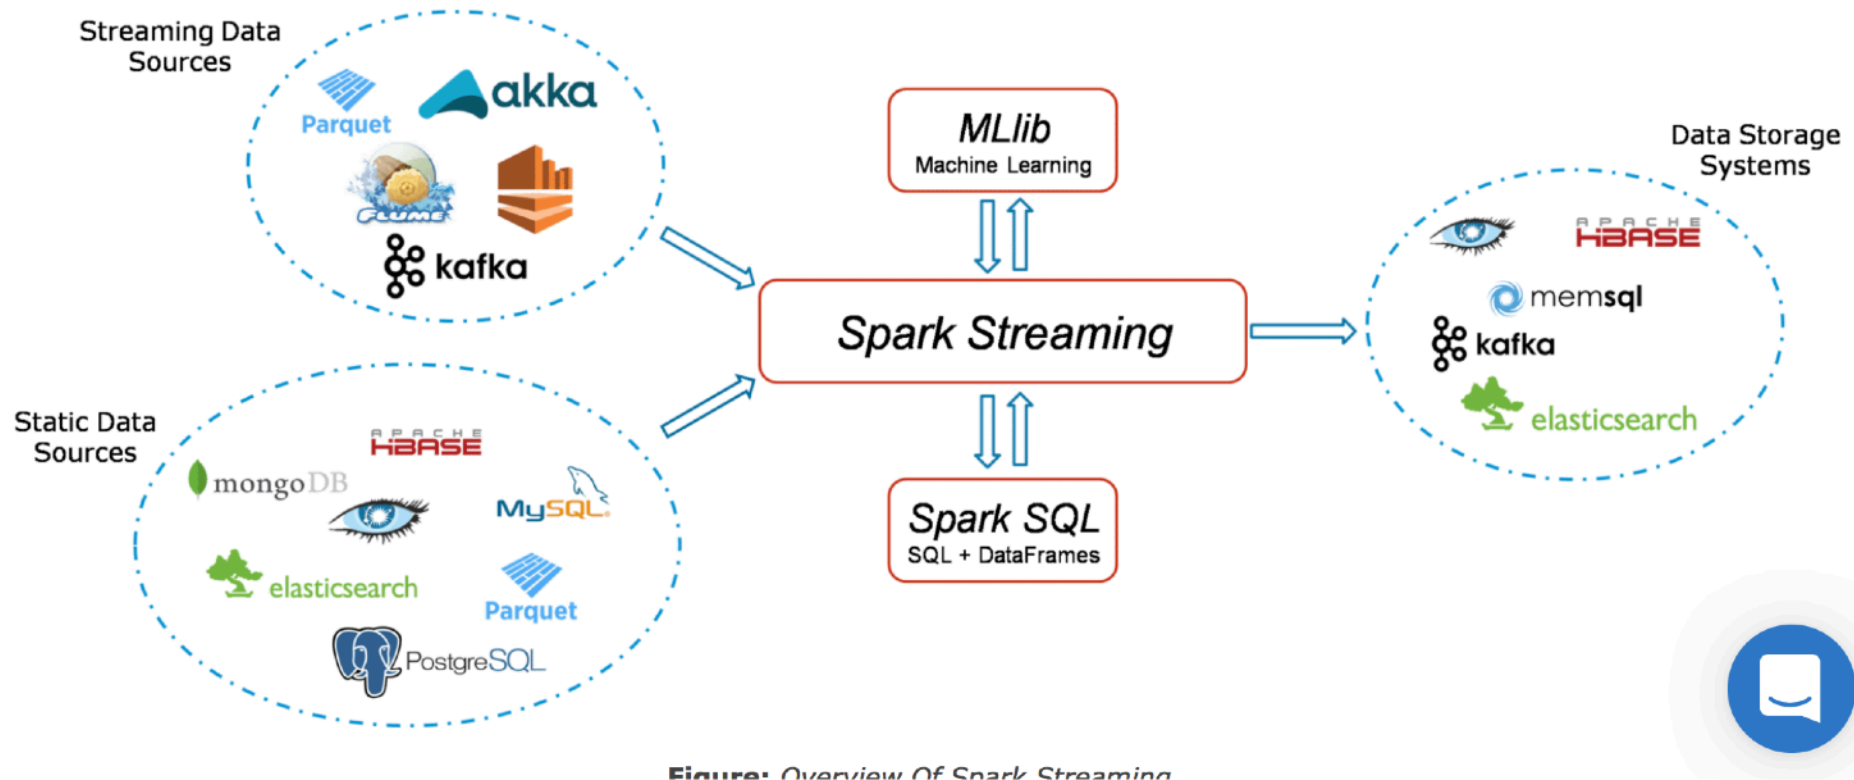 Streaming Data
Sources
Parquet
akka
FLUME
kafka
Static Data
Sources
APACHE
HBASE
mongoDB
MySQL®
elasticsearch
Parquet
PostgreSQL
MLlib
Machine Learning
Spark Streaming
Spark SQL
SQL + DataFrames
Data Storage
Systems
APACHE
HBASE
memsql
kafka
elasticsearch
Figure: Overview Of Spark Streaming